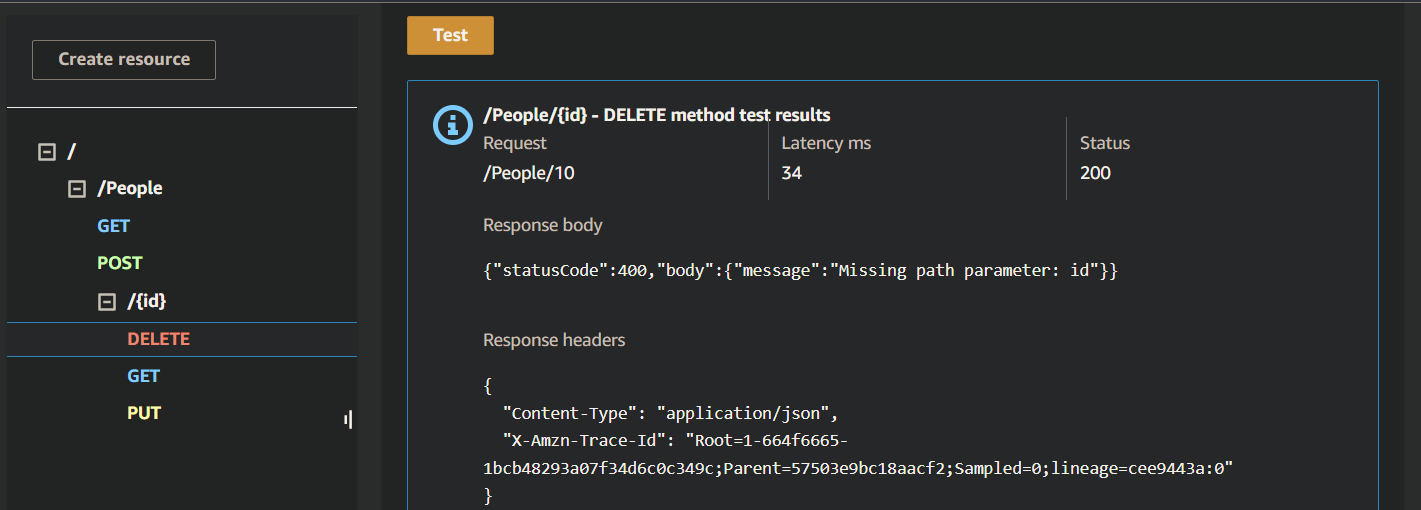 Create resource
/
/People
GET
POST
/{id}
DELETE
GET
PUT
Test
/People/{id} - DELETE method test results
Request
/People/10
Latency ms
34
Status
200
Response body
{"statusCode":400,"body":{"message":"Missing path parameter: id"}}
Response headers
{
"Content-Type": "application/json",
"X-Amzn-Trace-Id": "Root=1-664f6665-
1bcb48293a07f34d6c0c349c;Parent=57503e9bc18aacf2;Sampled=0;lineage=cee9443a:0"
}